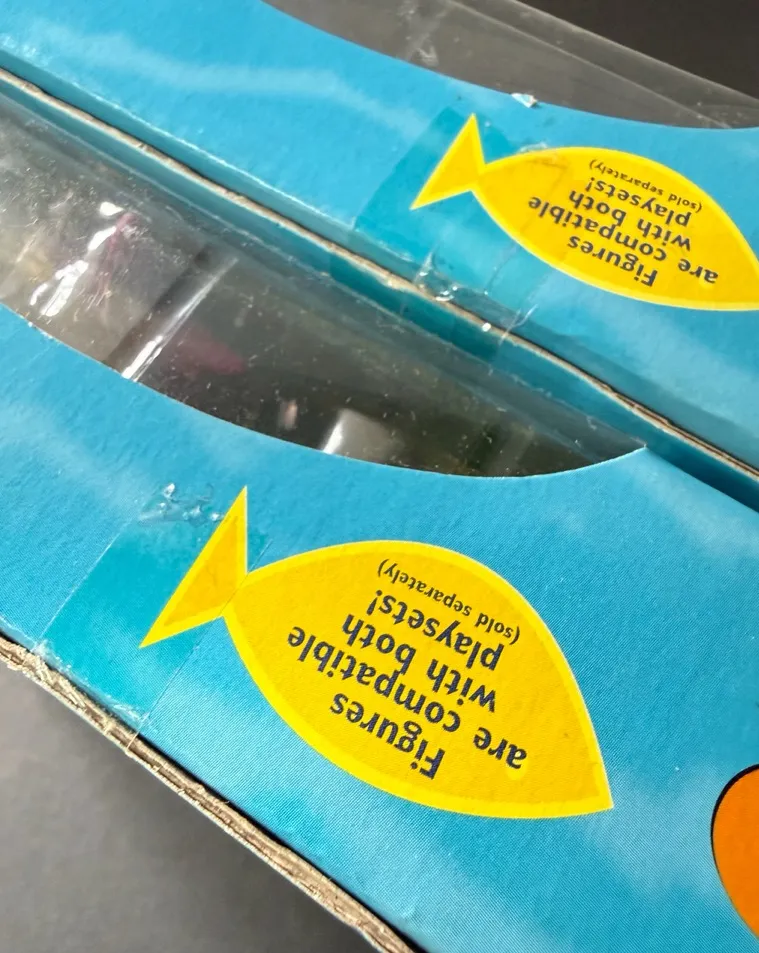 Figures
are compatible
with both
playsets!
(sold separately)
Figures
are compatible
with both
playsets!
(sold separately)